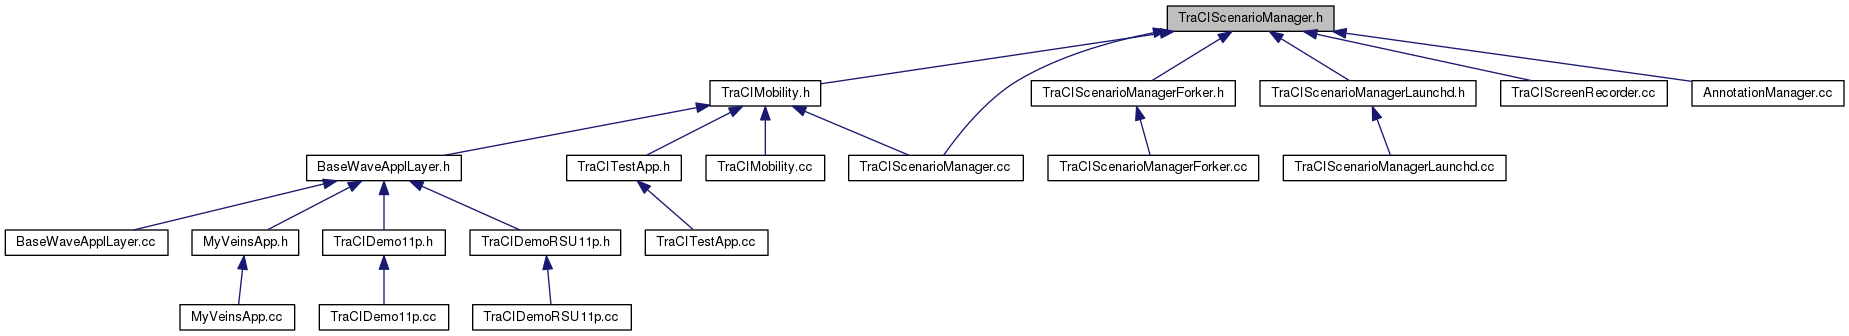 TraCIScenarioManager.h
TraCIMobility.h
TraCIScenarioManagerForker.h
TraCIScenarioManagerLaunchd.h
TraCIScreenRecorder.cc
AnnotationManager.cc
BaseWaveApplLayer.h
TraCITestApp.h
TraCIMobility.cc
TraCIScenarioManager.cc
TraCIScenarioManagerForker.cc
TraCIScenarioManagerLaunchd.cc
BaseWaveApplLayer.cc
MyVeinsApp.h
TraCIDemo11p.h
TraCIDemoRSU11p.h
TraCITestApp.cc
MyVeinsApp.cc
TraCIDemo11p.cc
TraCIDemoRSU11p.cc